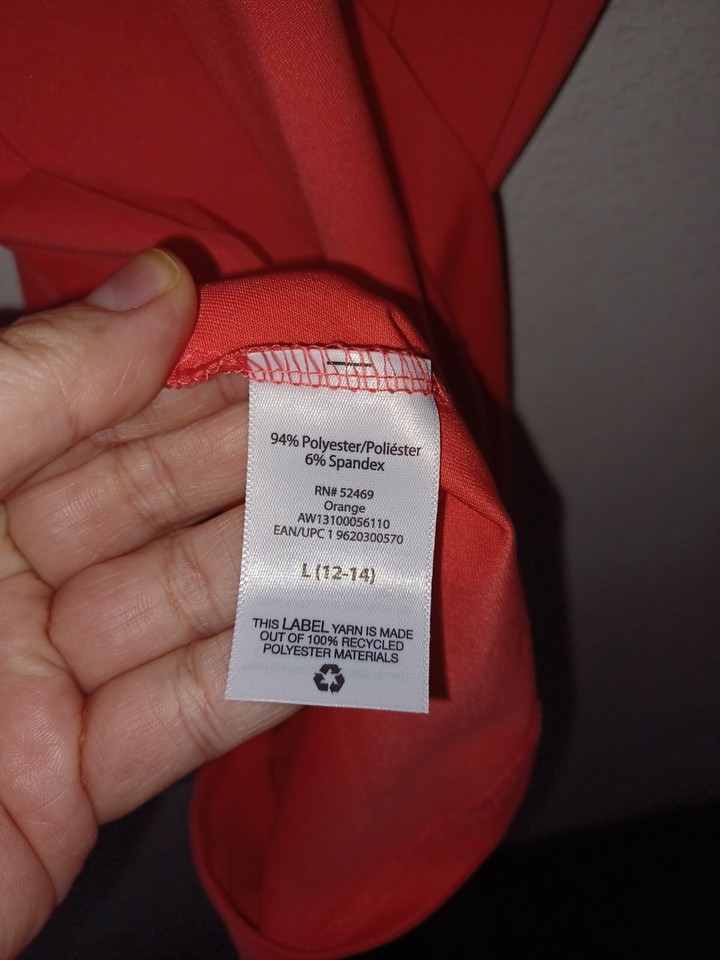 94% Polyester/Poliéster
6% Spandex
RN# 52469
Orange
AW13100056110
EAN/UPC 1 9620300570
L (12-14)
THIS LABEL YARN IS MADE
OUT OF 100% RECYCLED
POLYESTER MATERIALS